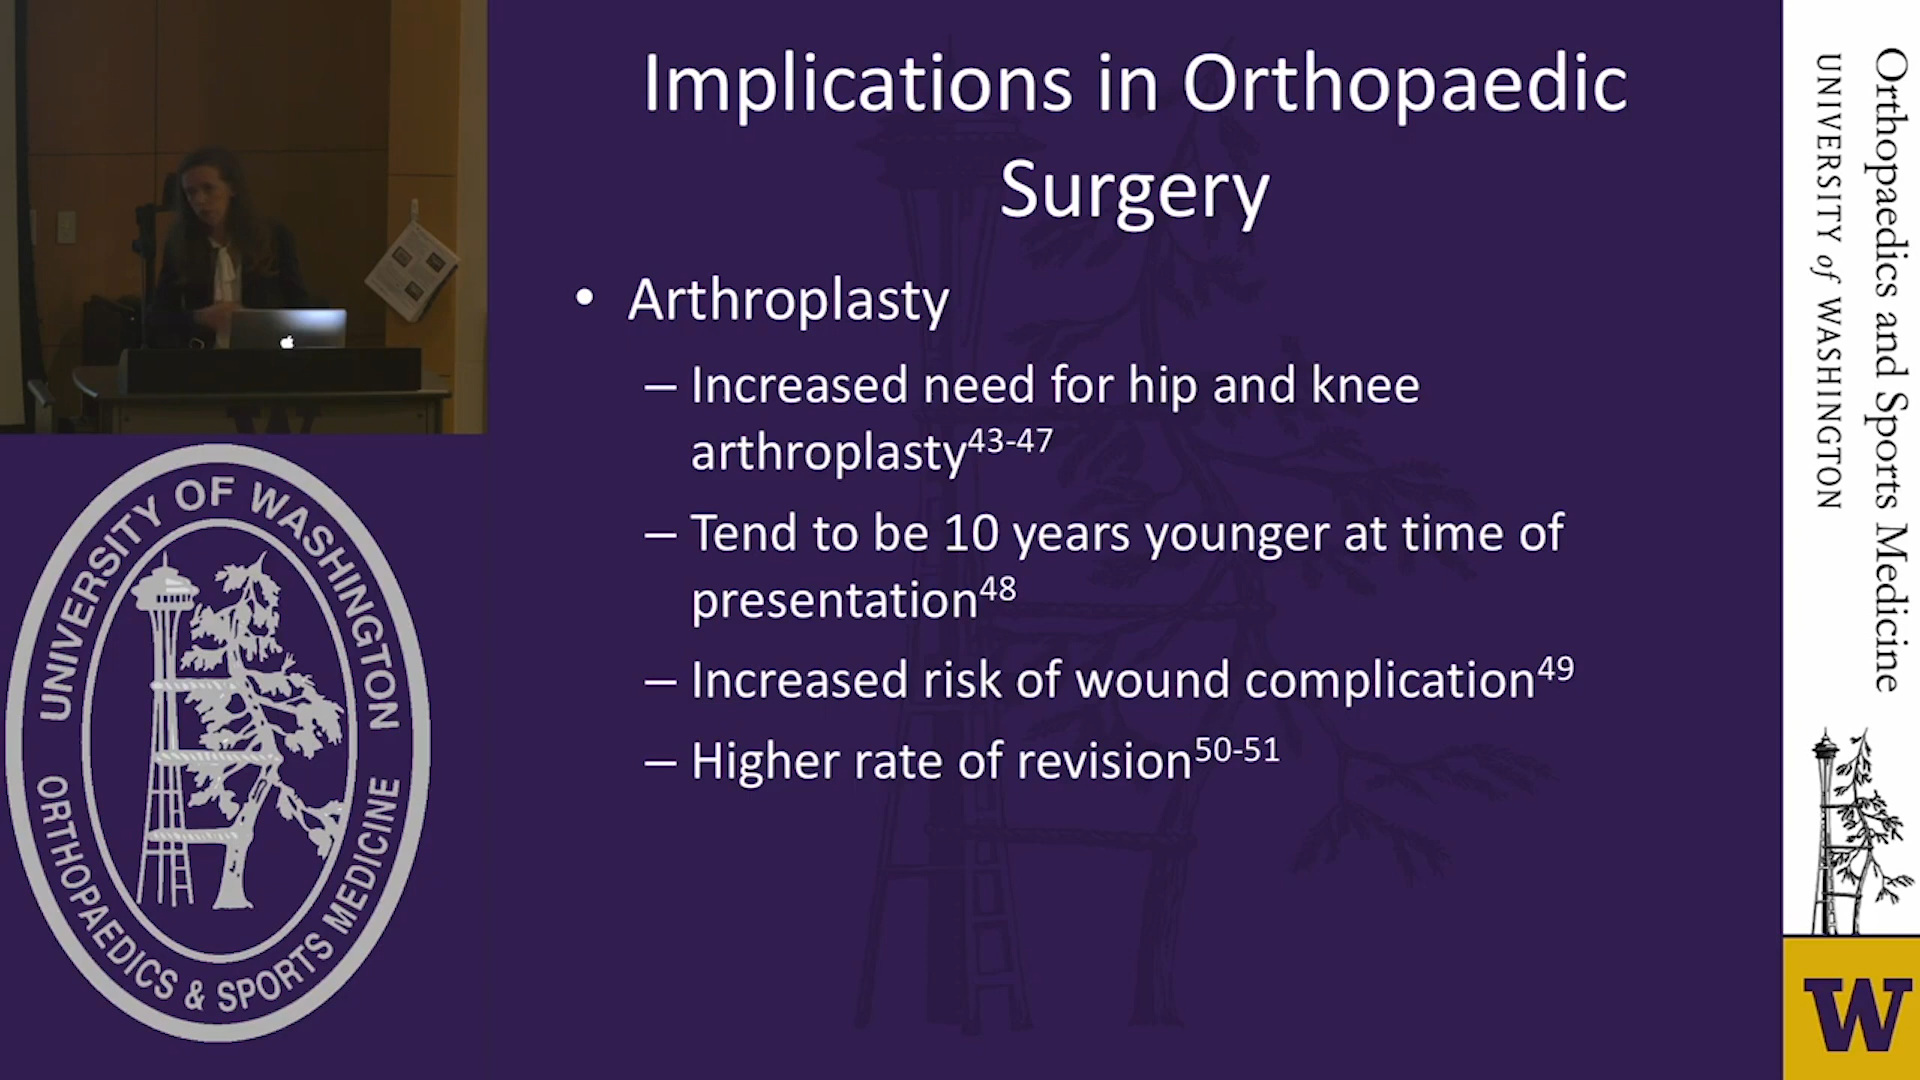 Implications in Orthopaedic
Surgery
• Arthroplasty
– Increased need for hip and knee
arthroplasty43-47
– Tend to be 10 years younger at time of
presentation48
– Increased risk of wound complication49
– Higher rate of revision50-51
UNIVERSITY OF WASHINGTON
ORTHOPAEDICS & SPORTS MEDICINE
Orthopaedics and Sports Medicine
UNIVERSITY of WASHINGTON
W